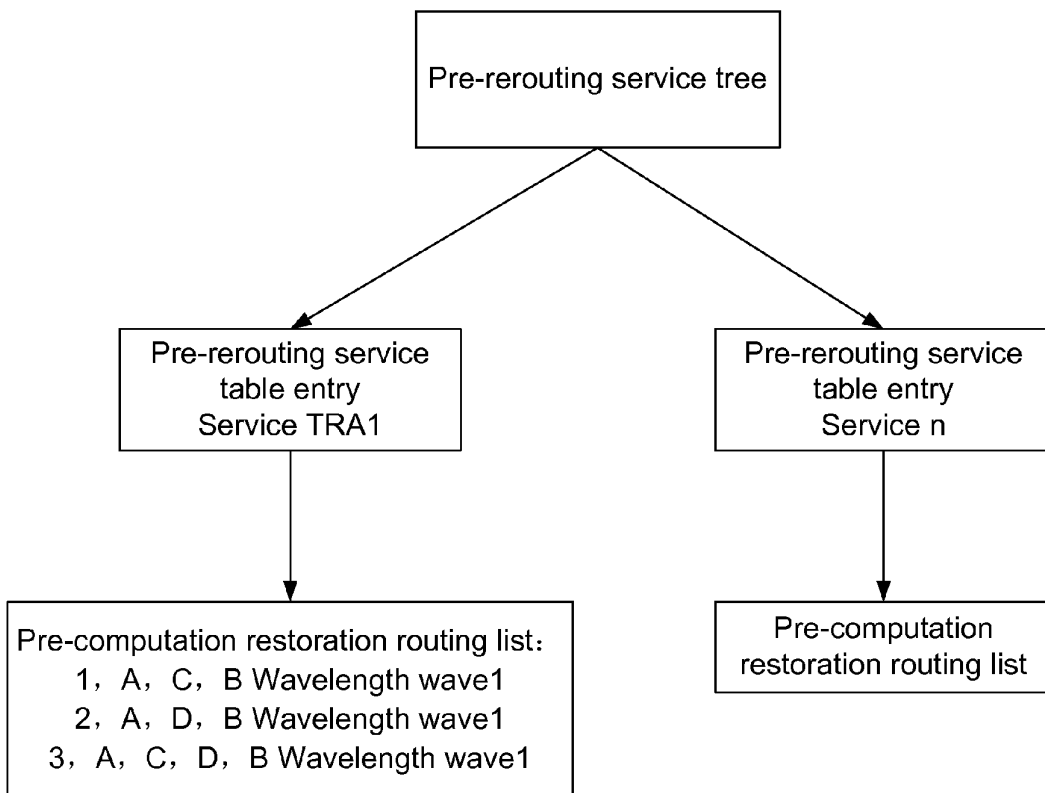 Pre-rerouting service tree
Pre-rerouting service
table entry
Service TRA1
Pre-rerouting service
table entry
Service n
Pre-computation restoration routing list：
1，A，C，B Wavelength wave1
2，A，D，B Wavelength wave1
3，A，C，D，B Wavelength wave1
Pre-computation
restoration routing list